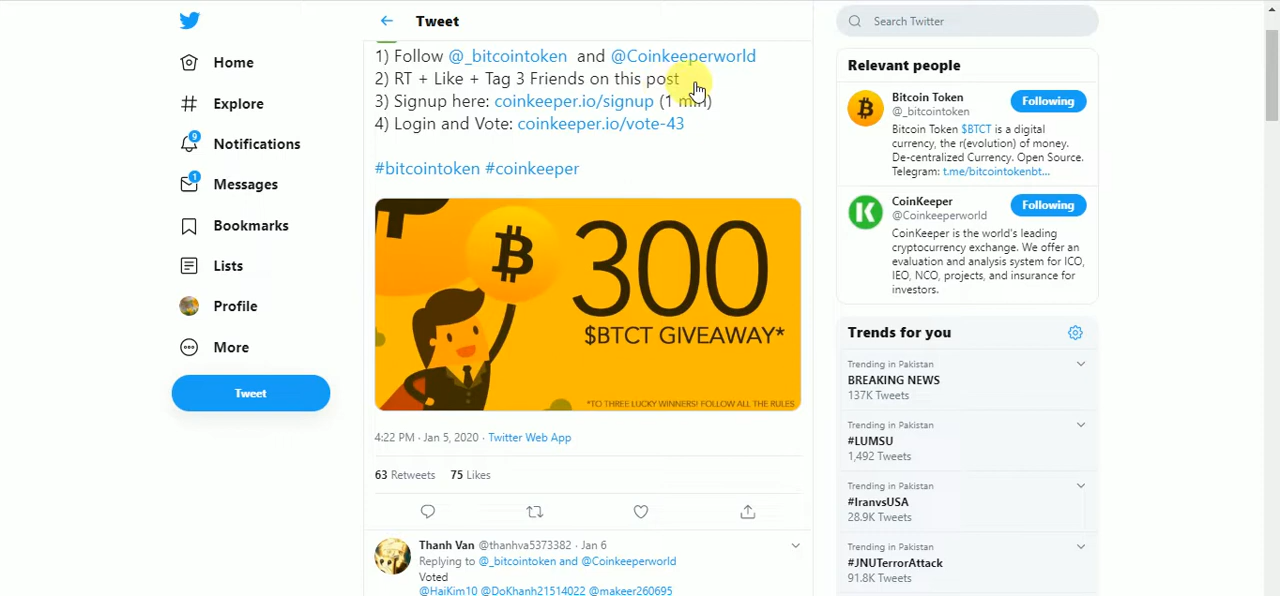 Home
Explore
9
Notifications
1
Messages
Bookmarks
Lists
Profile
More
Tweet
Tweet
1) Follow @_bitcointoken and @Coinkeeperworld
2) RT + Like + Tag 3 Friends on this post
3) Signup here: coinkeeper.io/signup (1 min)
4) Login and Vote: coinkeeper.io/vote-43
#bitcointoken #coinkeeper
300
$BTCT GIVEAWAY*
*TO THREE LUCKY WINNERS! FOLLOW ALL THE RULES
4:22 PM · Jan 5, 2020 · Twitter Web App
63 Retweets 75 Likes
Thanh Van @thanhva5373382 · Jan 6
Replying to @_bitcointoken and @Coinkeeperworld
Voted
@HaiKim10 @DoKhanh21514022 @makeer260695
Search Twitter
Relevant people
Bitcoin Token
@_bitcointoken
Following
Bitcoin Token $BTCT is a digital
currency, the r(evolution) of money.
De-centralized Currency. Open Source.
Telegram: t.me/bitcointokenbt...
CoinKeeper
@Coinkeeperworld
Following
CoinKeeper is the world's leading
cryptocurrency exchange. We offer an
evaluation and analysis system for ICO,
IEO, NCO, projects, and insurance for
investors.
Trends for you
Trending in Pakistan
BREAKING NEWS
137K Tweets
Trending in Pakistan
#LUMSU
1,492 Tweets
Trending in Pakistan
#IranvsUSA
28.9K Tweets
Trending in Pakistan
#JNUTerrorAttack
91.8K Tweets